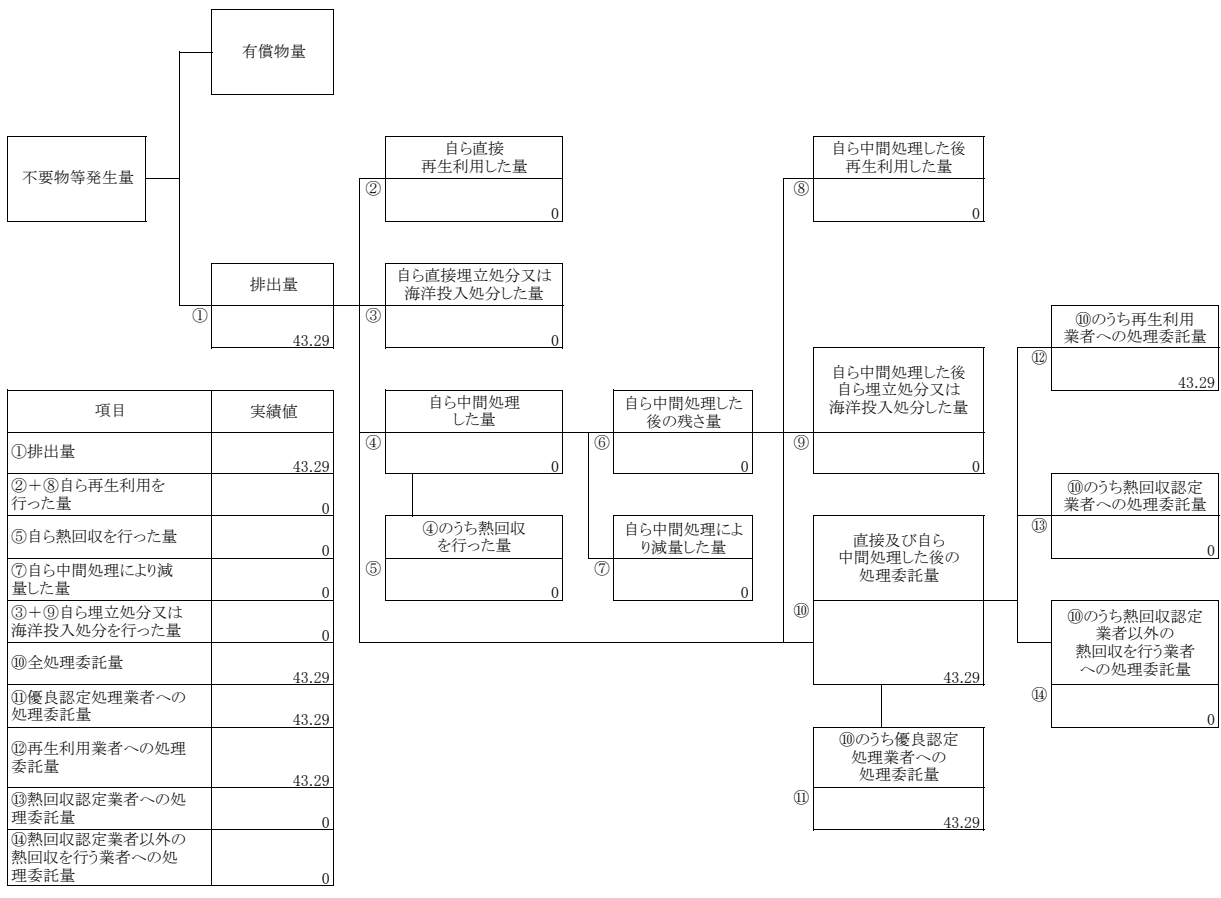 有償物量
不要物等発生量
自ら直接
再生利用した量
②
0
自ら中間処理した後
再生利用した量
⑧
0
排出量
①
43.29
自ら直接埋立処分又は
海洋投入処分した量
③
0
⑩のうち再生利用
業者への処理委託量
⑫
43.29
自ら中間処理
した量
④
0
自ら中間処理した
後の残さ量
⑥
0
自ら中間処理した後
自ら埋立処分又は
海洋投入処分した量
⑨
0
⑩のうち熱回収認定
業者への処理委託量
⑬
0
④のうち熱回収
を行った量
⑤
0
自ら中間処理によ
り減量した量
⑦
0
直接及び自ら
中間処理した後の
処理委託量
⑩
43.29
⑩のうち熱回収認定
業者以外の
熱回収を行う業者
への処理委託量
⑭
0
⑩のうち優良認定
処理業者への
処理委託量
⑪
43.29
項目
実績値
①排出量
43.29
②＋⑧自ら再生利用を
行った量
0
⑤自ら熱回収を行った量
0
⑦自ら中間処理により減
量した量
0
③＋⑨自ら埋立処分又は
海洋投入処分を行った量
0
⑩全処理委託量
43.29
⑪優良認定処理業者への
処理委託量
43.29
⑫再生利用業者への処理
委託量
43.29
⑬熱回収認定業者への処
理委託量
0
⑭熱回収認定業者以外の
熱回収を行う業者への処
理委託量
0